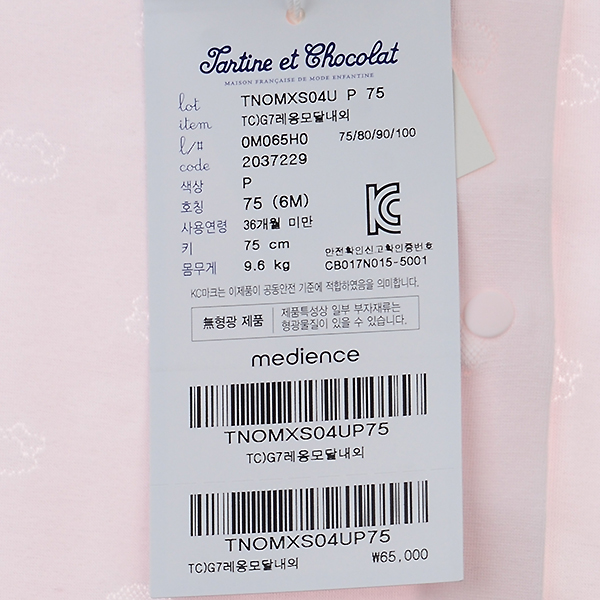 Tartine et Chocolat
MAISON FRANÇAISE DE MODE ENFANTINE
lot TNOMXS04U P 75
item TC)G7레옹모달내의
l/# 0M065H0 75/80/90/100
code 2037229
색상 P
호칭 75 (6M)
사용연령 36개월 미만
키 75 cm
몸무게 9.6 kg
안전확인신고확인증번호
CB017N015-5001
KC마크는 이제품이 공통안전 기준에 적합하였음을 의미합니다.
無형광 제품
제품특성상 일부 부자재류는
형광물질이 있을 수 있습니다.
medience
TNOMXS04UP75
TC)G7레옹모달내의
TNOMXS04UP75
TC)G7레옹모달내의 ₩65,000